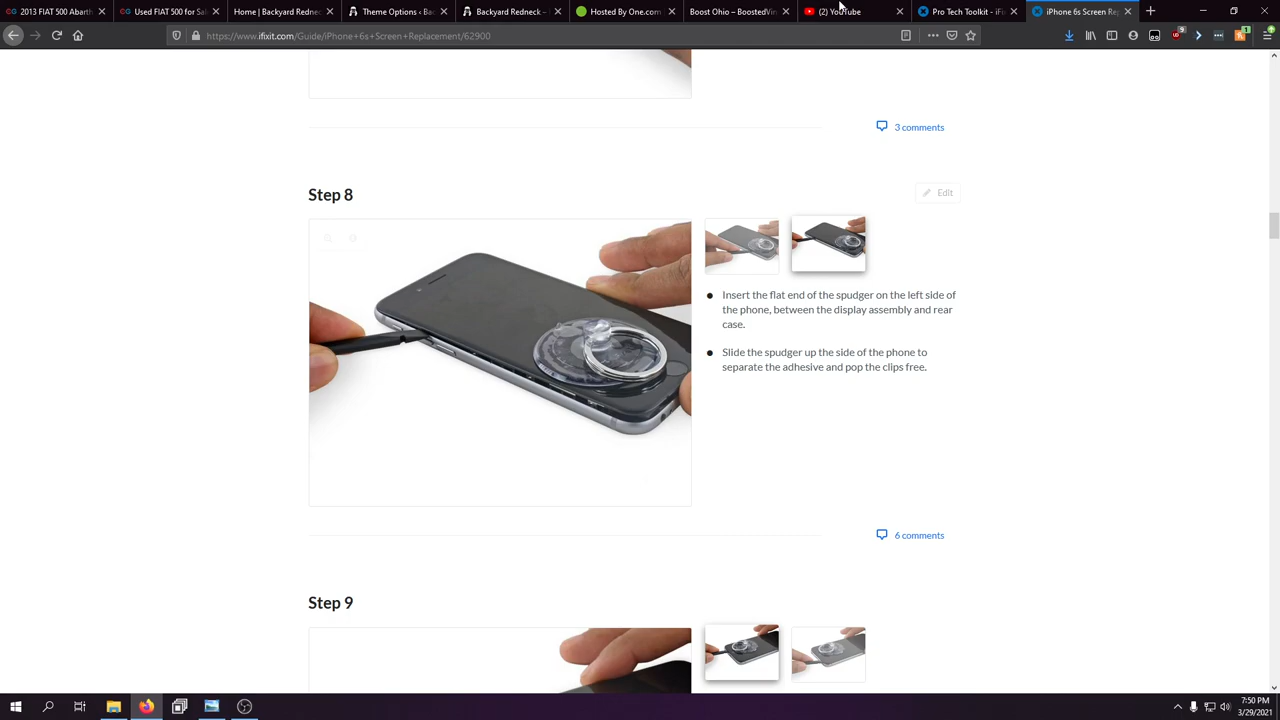 2013 FIAT 500 Abarth
Used FIAT 500 for Sal
Home | Backyard Redne
Theme Options ‹ Bac
Backyard Redneck –
Hosted By One.com
Boost Ohio – BoostedVin
(2) YouTube
Pro Tech Toolkit - iFi
iPhone 6s Screen Rep
https://www.ifixit.com/Guide/iPhone+6s+Screen+Replacement/62900
3 comments
Step 8
Edit
Insert the flat end of the spudger on the left side of
the phone, between the display assembly and rear
case.
Slide the spudger up the side of the phone to
separate the adhesive and pop the clips free.
6 comments
Step 9
7:50 PM
3/29/2021